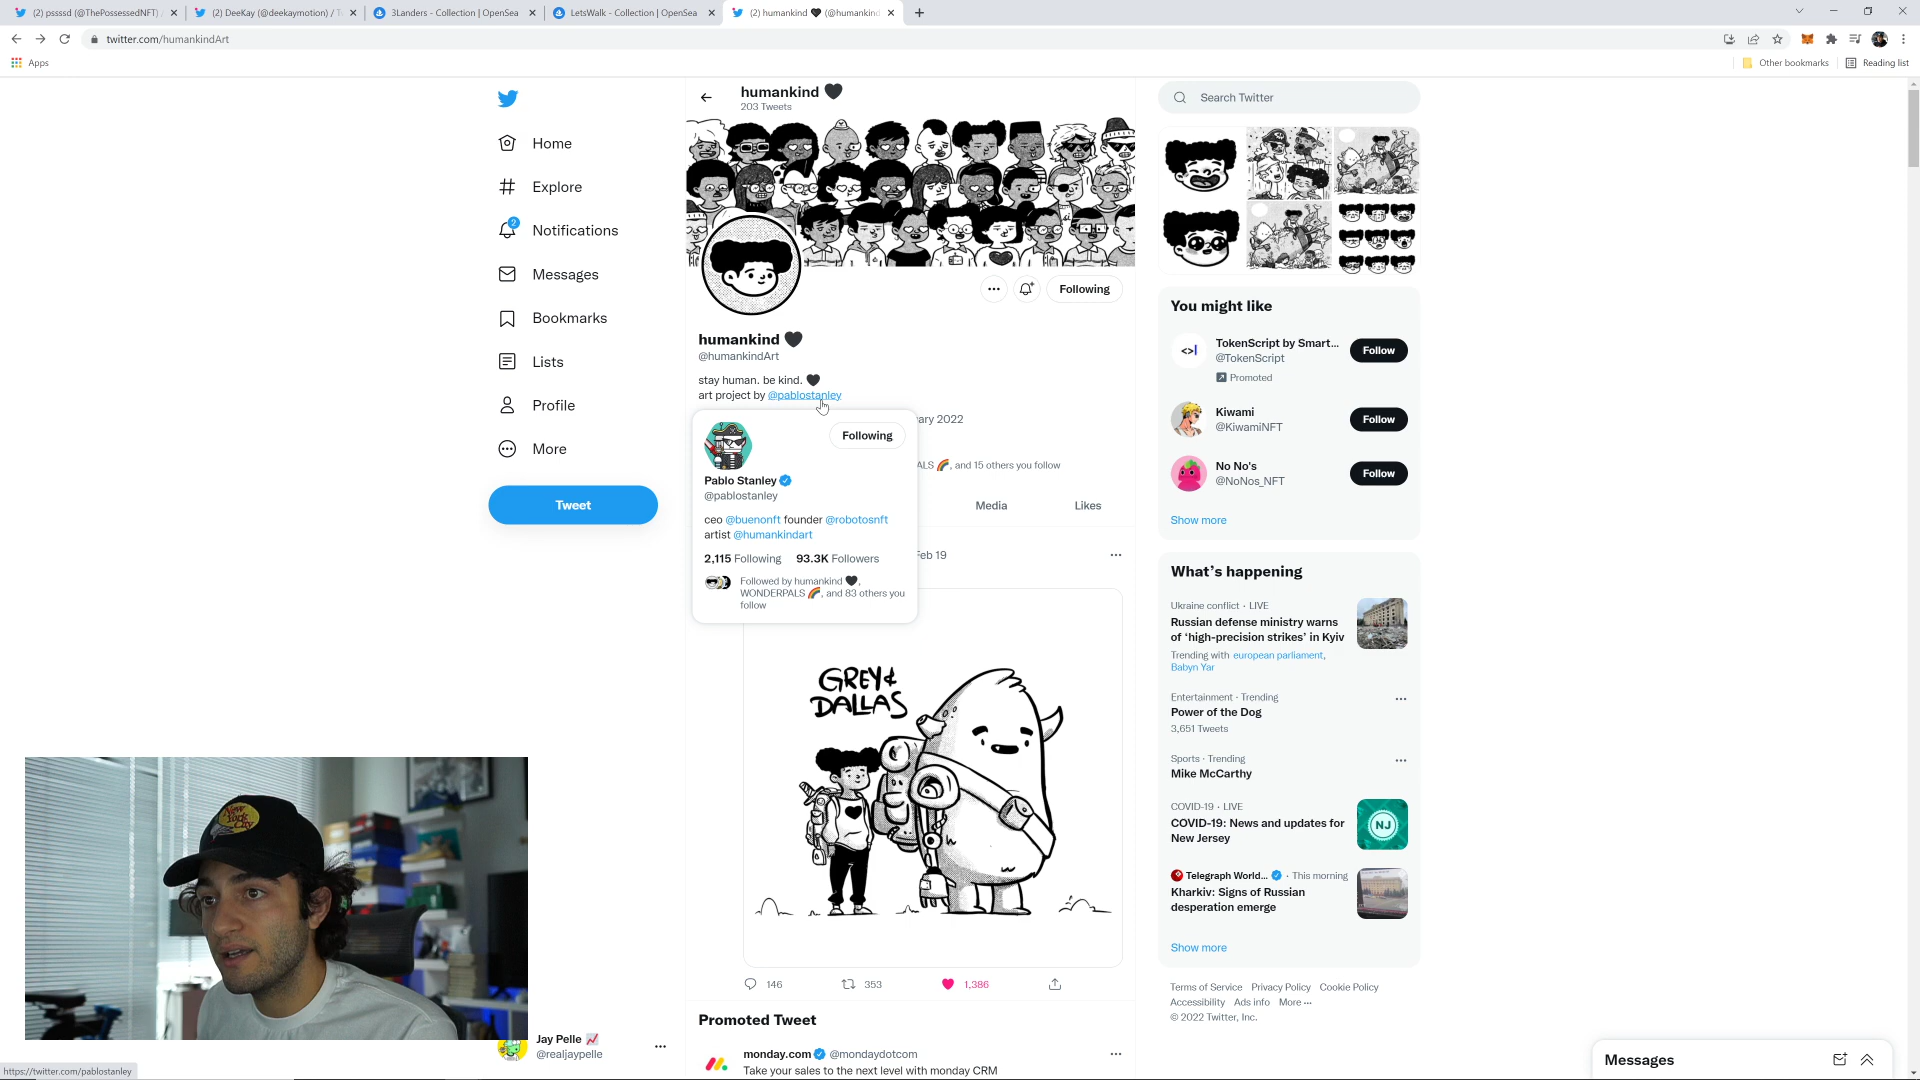 (2) psssd (@ThePossessedNFT) /
(2) DeeKay (@deekaymotion) / Tw
3Landers - Collection | OpenSea
LetsWalk - Collection | OpenSea
(2) humankind 🖤 (@humankind
twitter.com/humankindArt
Apps
Other bookmarks
Reading list
Home
Explore
2
Notifications
Messages
Bookmarks
Lists
Profile
More
Tweet
humankind 🖤
203 Tweets
Following
humankind 🖤
@humankindArt
stay human. be kind. 🖤
art project by @pablostanley
ary 2022
ALS 🌈, and 15 others you follow
Following
Pablo Stanley
@pablostanley
ceo @buenonft founder @robotosnft
artist @humankindart
2,115 Following 93.3K Followers
Followed by humankind 🖤,
WONDERPALS 🌈, and 83 others you
follow
Media
Likes
Feb 19
GREY &
DALLAS
146
353
1,386
Promoted Tweet
monday.com @mondaydotcom
Take your sales to the next level with monday CRM
Search Twitter
You might like
<>|
TokenScript by Smart...
@TokenScript
Promoted
Follow
Kiwami
@KiwamiNFT
Follow
No No's
@NoNos_NFT
Follow
Show more
What's happening
Ukraine conflict · LIVE
Russian defense ministry warns
of 'high-precision strikes' in Kyiv
Trending with european parliament,
Babyn Yar
Entertainment · Trending
Power of the Dog
3,651 Tweets
Sports · Trending
Mike McCarthy
COVID-19 · LIVE
COVID-19: News and updates for
New Jersey
NJ
Telegraph World... · This morning
Kharkiv: Signs of Russian
desperation emerge
Show more
Terms of Service Privacy Policy Cookie Policy
Accessibility Ads info More ···
© 2022 Twitter, Inc.
New
York
City
Jay Pelle 📈
@realjaypelle
Messages
https://twitter.com/pablostanley